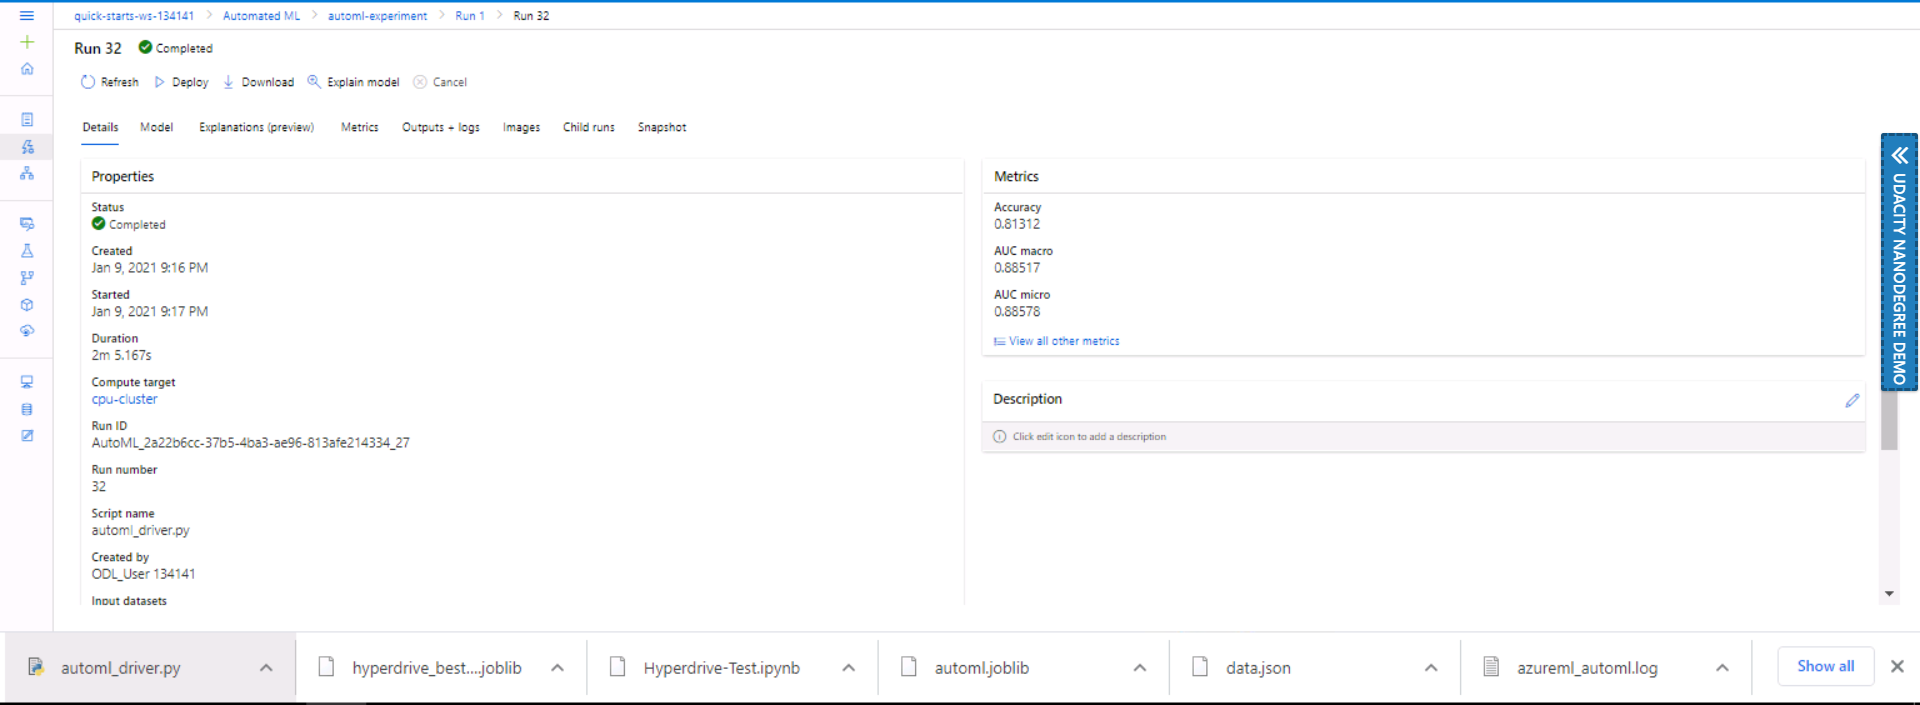 quick-starts-ws-134141 > Automated ML > automl-experiment > Run 1 > Run 32
Run 32 Completed
Refresh Deploy Download Explain model Cancel
Details Model Explanations (preview) Metrics Outputs + logs Images Child runs Snapshot
Properties
Status
Completed
Created
Jan 9, 2021 9:16 PM
Started
Jan 9, 2021 9:17 PM
Duration
2m 5.167s
Compute target
cpu-cluster
Run ID
AutoML_2a22b6cc-37b5-4ba3-ae96-813afe214334_27
Run number
32
Script name
automl_driver.py
Created by
ODL_User 134141
Input datasets
Metrics
Accuracy
0.81312
AUC macro
0.88517
AUC micro
0.88578
View all other metrics
Description
Click edit icon to add a description
UDACITY NANODEGREE DEMO
automl_driver.py hyperdrive_best....joblib Hyperdrive-Test.ipynb automl.joblib data.json azureml_automl.log Show all